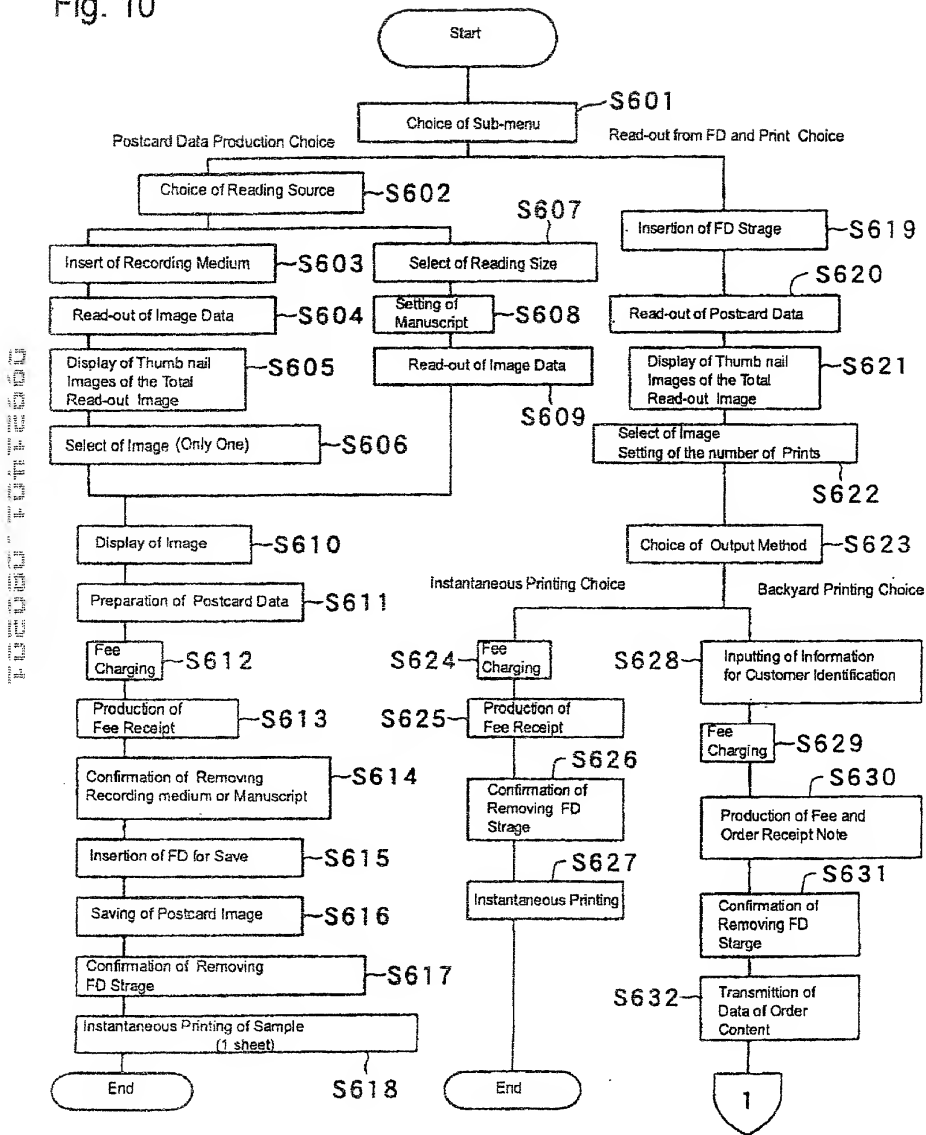 Fig. 10
Start
S601
Choice of Sub-menu
Postcard Data Production Choice
Read-out from FD and Print Choice
Choice of Reading Source
S602
Insert of Recording Medium
S603
Read-out of Image Data
S604
Display of Thumb nail
Images of the Total
Read-out Image
S605
Select of Image (Only One)
S606
S607
Select of Reading Size
Setting of
Manuscript
S608
Read-out of Image Data
S609
Display of Image
S610
Preparation of Postcard Data
S611
Fee
Charging
S612
Production of
Fee Receipt
S613
Confirmation of Removing
Recording medium or Manuscript
S614
Insertion of FD for Save
S615
Saving of Postcard Image
S616
Confirmation of Removing
FD Strage
S617
Instantaneous Printing of Sample
(1 sheet)
S618
End
Insertion of FD Strage
S619
S620
Read-out of Postcard Data
Display of Thumb nail
Images of the Total
Read-out Image
S621
Select of Image
Setting of the number of Prints
S622
Choice of Output Method
S623
Instantaneous Printing Choice
Backyard Printing Choice
S624
Fee
Charging
S625
Production of
Fee Receipt
S626
Confirmation of
Removing FD
Strage
S627
Instantaneous Printing
End
S628
Inputting of Information
for Customer Identification
Fee
Charging
S629
S630
Production of Fee and
Order Receipt Note
S631
Confirmation of
Removing FD
Starge
S632
Transmittion of
Data of Order
Content
1